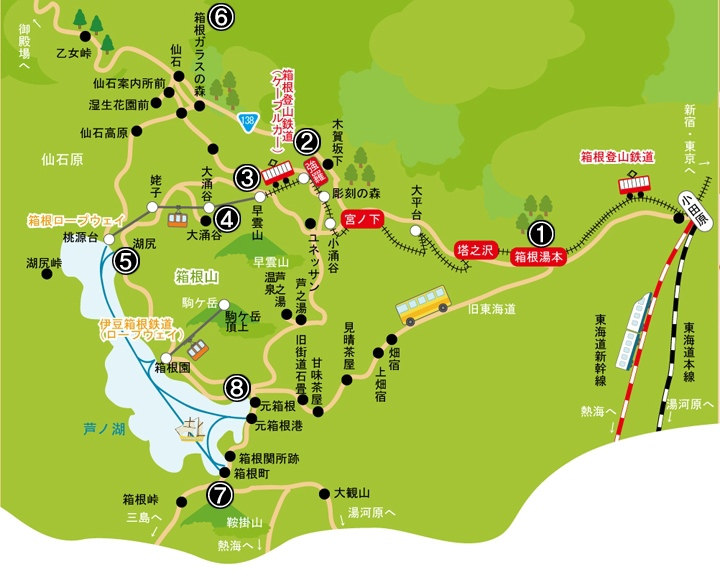 御殿場へ
乙女峠
仙石
箱根ガラスの森
⑥
仙石案内所前
湿生花園前
仙石高原
仙石原
138
箱根登山鉄道
（ケーブルカー）
②
木賀坂下
強羅
③
彫刻の森
大平台
箱根登山鉄道
新宿・東京へ
小田原
姥子
大涌谷
④
大涌谷
早雲山
宮ノ下
小涌谷
塔之沢
①
箱根湯本
箱根ロープウェイ
桃源台
湖尻
⑤
湖尻峠
早雲山
ユネッサン
箱根山
駒ケ岳
駒ケ岳
頂上
芦之湯
温泉
芦之湯
旧東海道
伊豆箱根鉄道
（ロープウェイ）
箱根園
旧街道石畳
甘味茶屋
見晴茶屋
畑宿
上畑宿
東海道新幹線
東海道本線
熱海へ
↓
湯河原へ
↓
⑧
元箱根
元箱根港
芦ノ湖
箱根関所跡
箱根町
⑦
箱根峠
三島へ
↓
鞍掛山
熱海へ↓
大観山
湯河原へ
↓